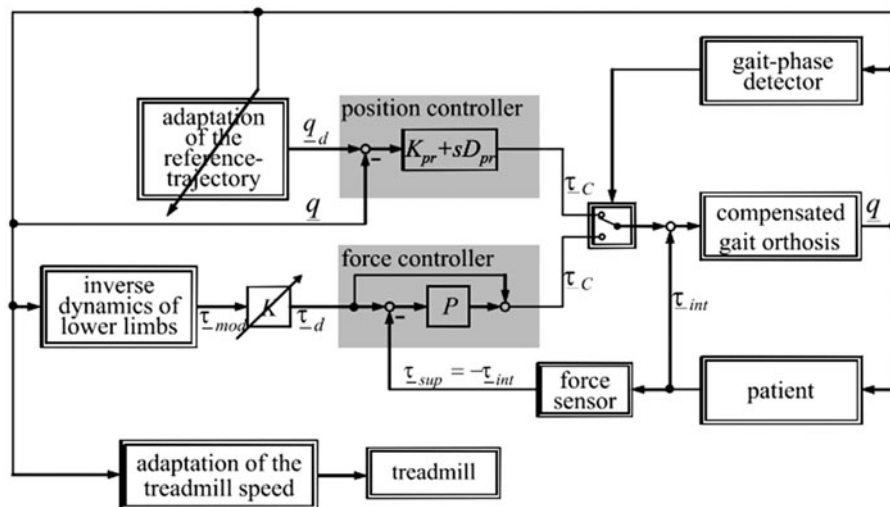 gait-phase
detector
position controller
adaptation
of the
reference-
trajectory
q_d
K_pr+sD_pr
τ_C
q
compensated
gait orthosis
q
force controller
inverse
dynamics of
lower limbs
τ_mod
K
τ_d
P
τ_C
τ_int
τ_sup = −τ_int
force
sensor
patient
adaptation of the
treadmill speed
treadmill